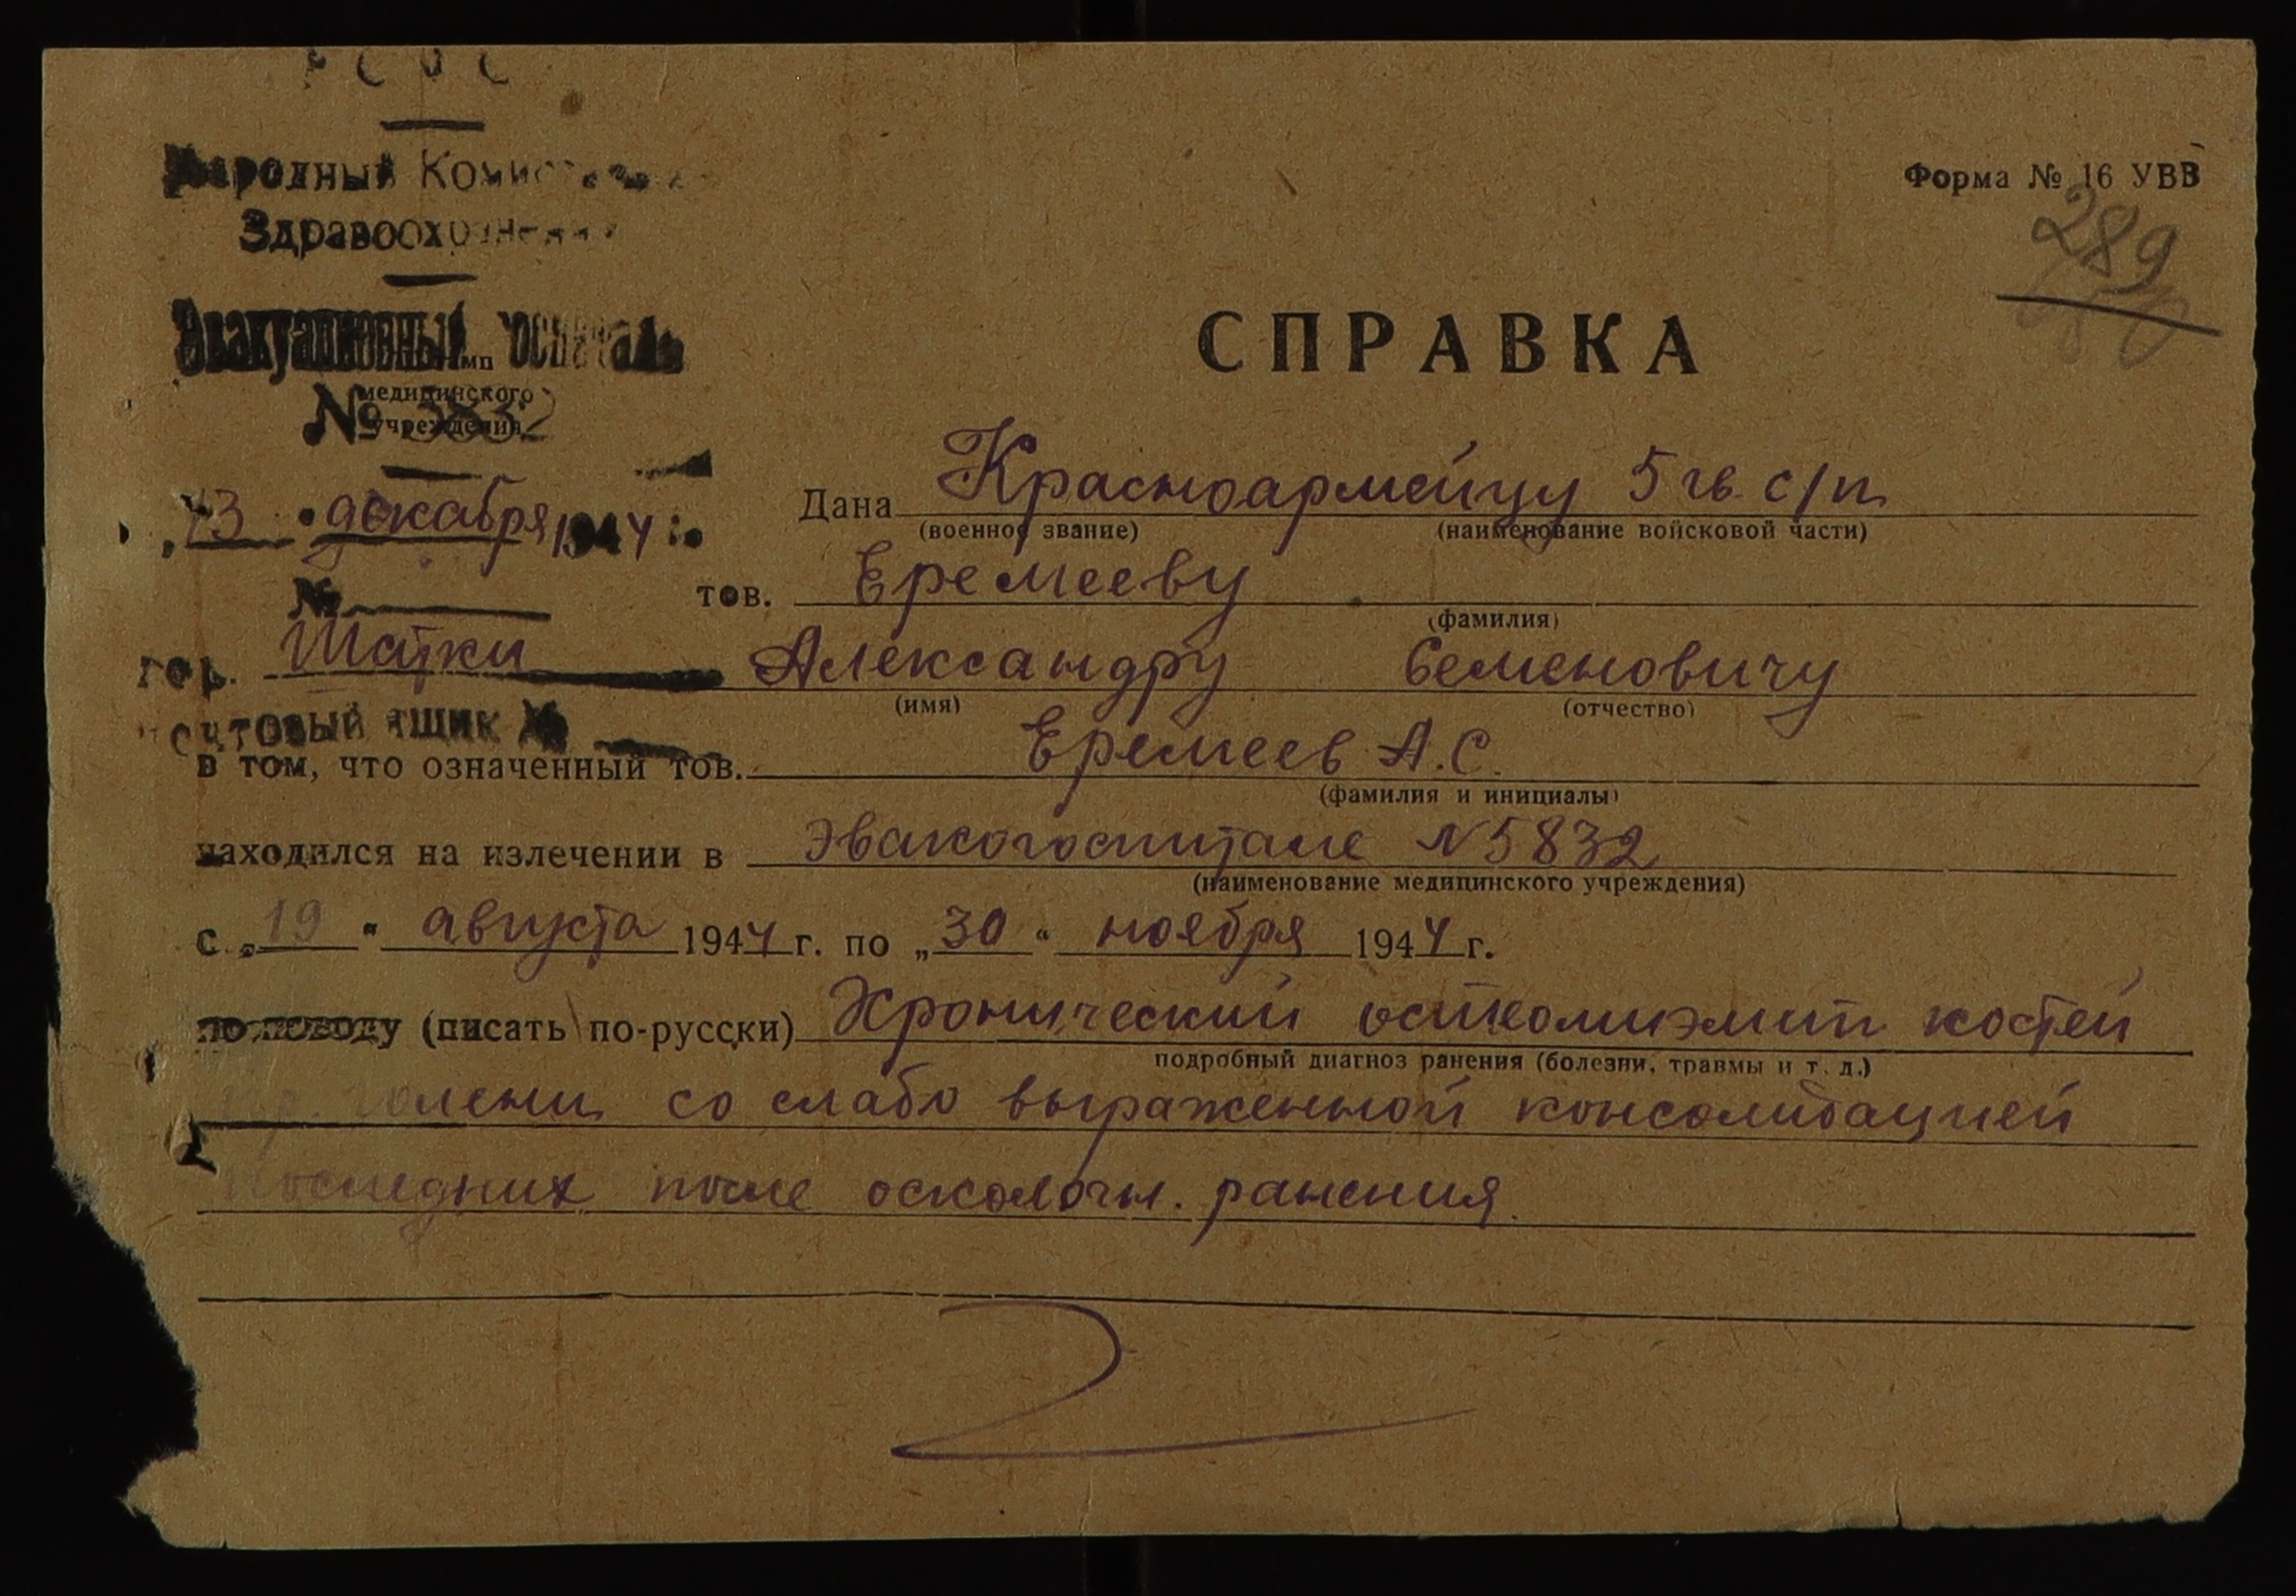 Народный Комиссариат
Здравоохранения
Форма № 16 УВВ
289
Эвакуационный госпиталь
СПРАВКА
медицинского
учреждения
№ 5832
13 декабря 1944 г.
Дана Красноармейцу 5 гв. с/п
(военное звание) (наименование войсковой части)
№
тов. Еремееву
(фамилия)
гор. Шатки
Александру Семеновичу
(имя) (отчество)
почтовый ящик №
в том, что означенный тов. Еремеев А.С.
(фамилия и инициалы)
находился на излечении в эвакогоспитале N 5832
(наименование медицинского учреждения)
с „19“ августа 1944 г. по „30“ ноября 1944 г.
по поводу (писать по-русски) Хронический остеомиэлит костей
подробный диагноз ранения (болезни, травмы и т. д.)
голени со слабо выраженной консолидацией
последних после осколочн. ранения.